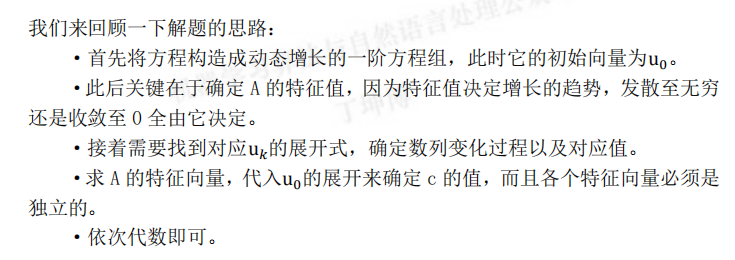 我们来回顾一下解题的思路：
·首先将方程构造成动态增长的一阶方程组，此时它的初始向量为u₀。
·此后关键在于确定 A 的特征值，因为特征值决定增长的趋势，发散至无穷
还是收敛至 0 全由它决定。
·接着需要找到对应uₖ的展开式，确定数列变化过程以及对应值。
·求 A 的特征向量，代入u₀的展开来确定 c 的值，而且各个特征向量必须是
独立的。
·依次代数即可。